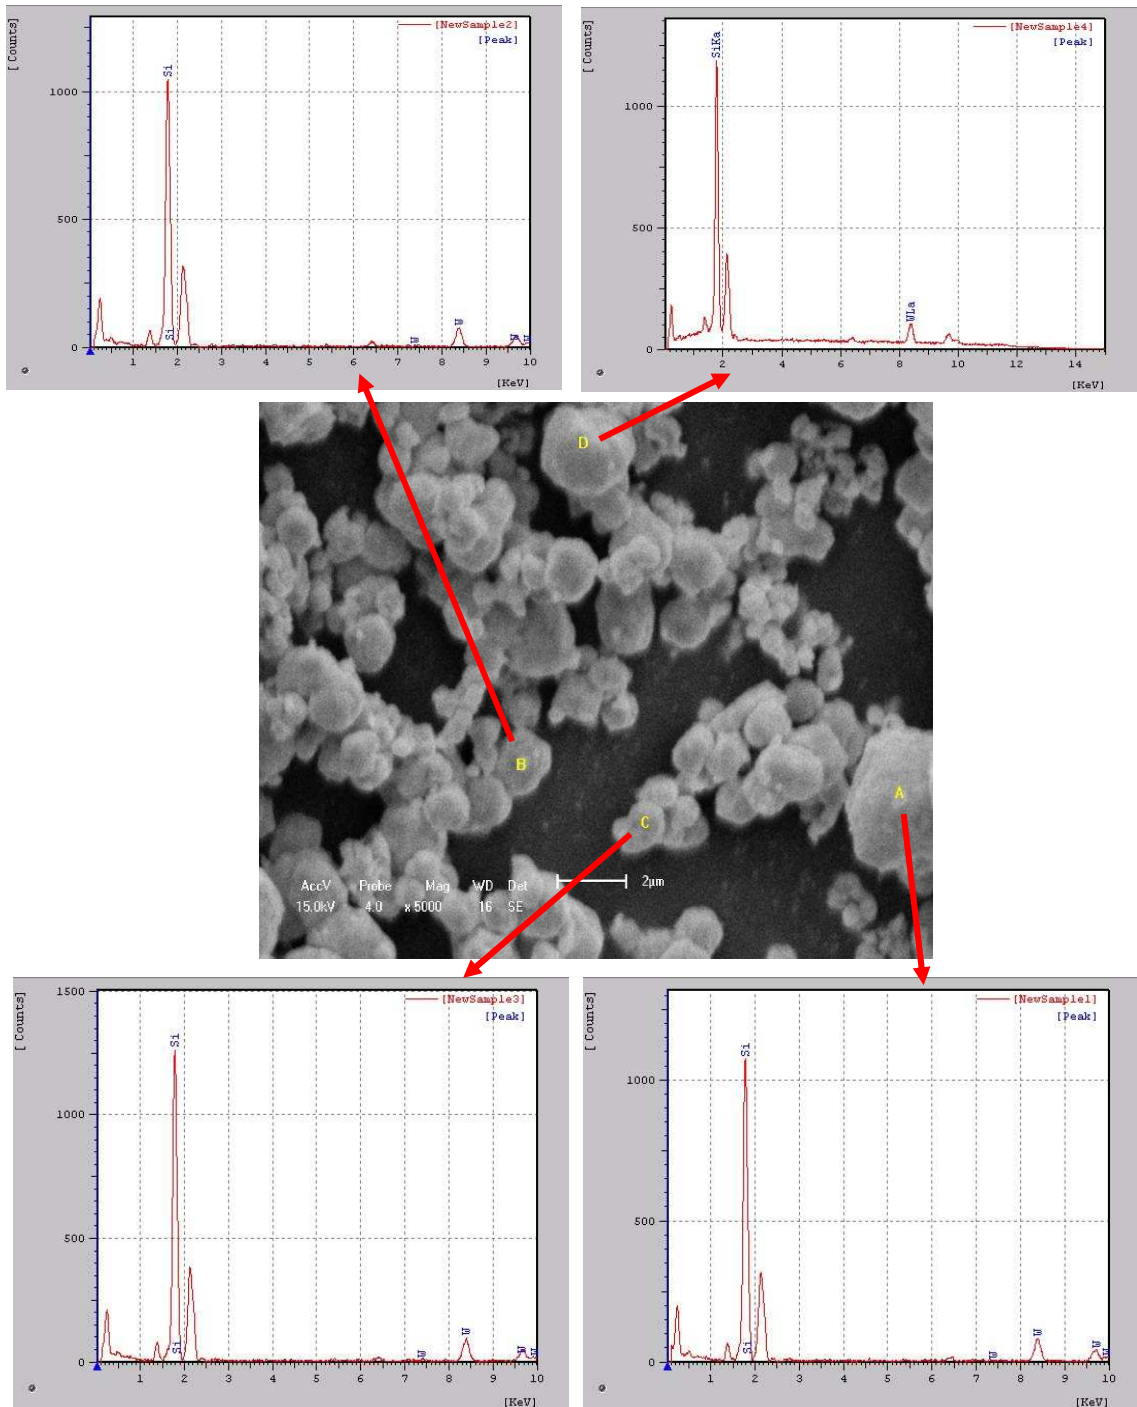 [Counts]
[NewSample2]
[Peak]
1000
500
0
Si
Si
W
W
W
W
1 2 3 4 5 6 7 8 9 10
[KeV]
[Counts]
[NewSample4]
[Peak]
1000
500
0
SiKa
WLa
2 4 6 8 10 12 14
[KeV]
D
B
A
C
AccV Probe Mag WD Det
15.0kV 4.0 x 5000 16 SE
2µm
[Counts]
[NewSample3]
[Peak]
1500
1000
500
0
Si
Si
W
W
W
W
1 2 3 4 5 6 7 8 9 10
[KeV]
[Counts]
[NewSample1]
[Peak]
1000
500
0
Si
Si
W
W
W
W
1 2 3 4 5 6 7 8 9 10
[KeV]